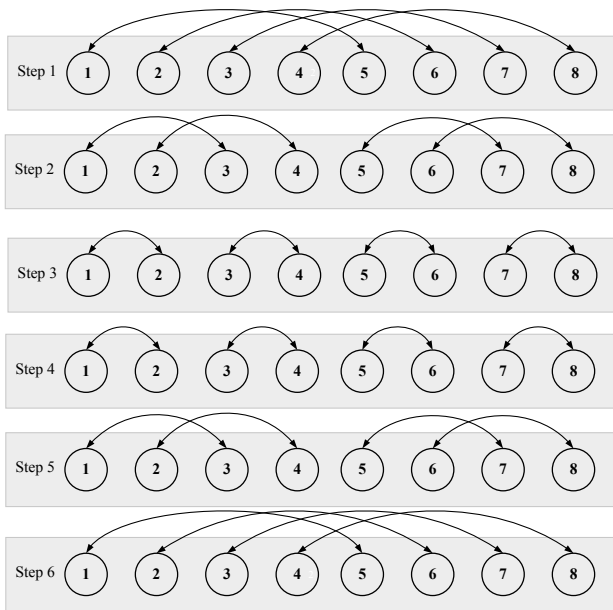 Step 1 1 2 3 4 5 6 7 8
Step 2 1 2 3 4 5 6 7 8
Step 3 1 2 3 4 5 6 7 8
Step 4 1 2 3 4 5 6 7 8
Step 5 1 2 3 4 5 6 7 8
Step 6 1 2 3 4 5 6 7 8